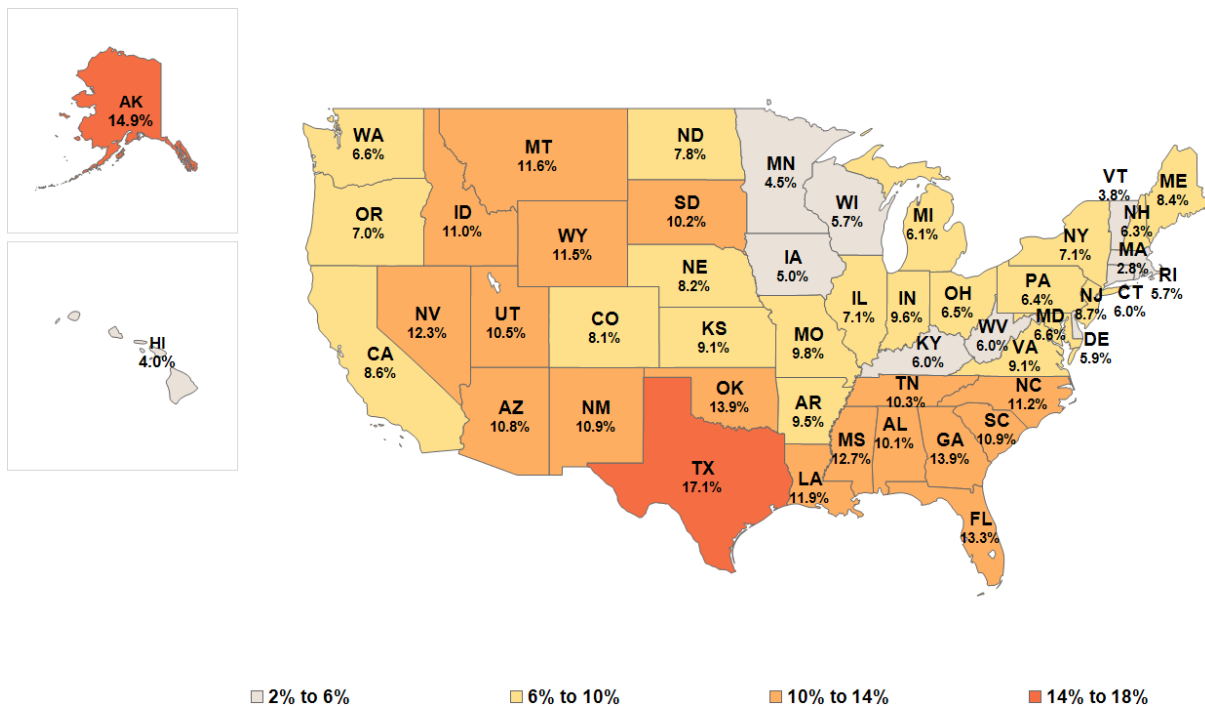 AK
14.9%
HI
4.0%
WA
6.6%
OR
7.0%
CA
8.6%
NV
12.3%
ID
11.0%
MT
11.6%
WY
11.5%
UT
10.5%
AZ
10.8%
CO
8.1%
NM
10.9%
ND
7.8%
SD
10.2%
NE
8.2%
KS
9.1%
OK
13.9%
TX
17.1%
MN
4.5%
IA
5.0%
MO
9.8%
AR
9.5%
LA
11.9%
WI
5.7%
IL
7.1%
MI
6.1%
IN
9.6%
OH
6.5%
KY
6.0%
TN
10.3%
MS
12.7%
AL
10.1%
GA
13.9%
FL
13.3%
SC
10.9%
NC
11.2%
VA
9.1%
WV
6.0%
PA
6.4%
NY
7.1%
VT
3.8%
NH
6.3%
ME
8.4%
MA
2.8%
RI
5.7%
CT
6.0%
NJ
8.7%
MD
6.6%
DE
5.9%
2% to 6%
6% to 10%
10% to 14%
14% to 18%